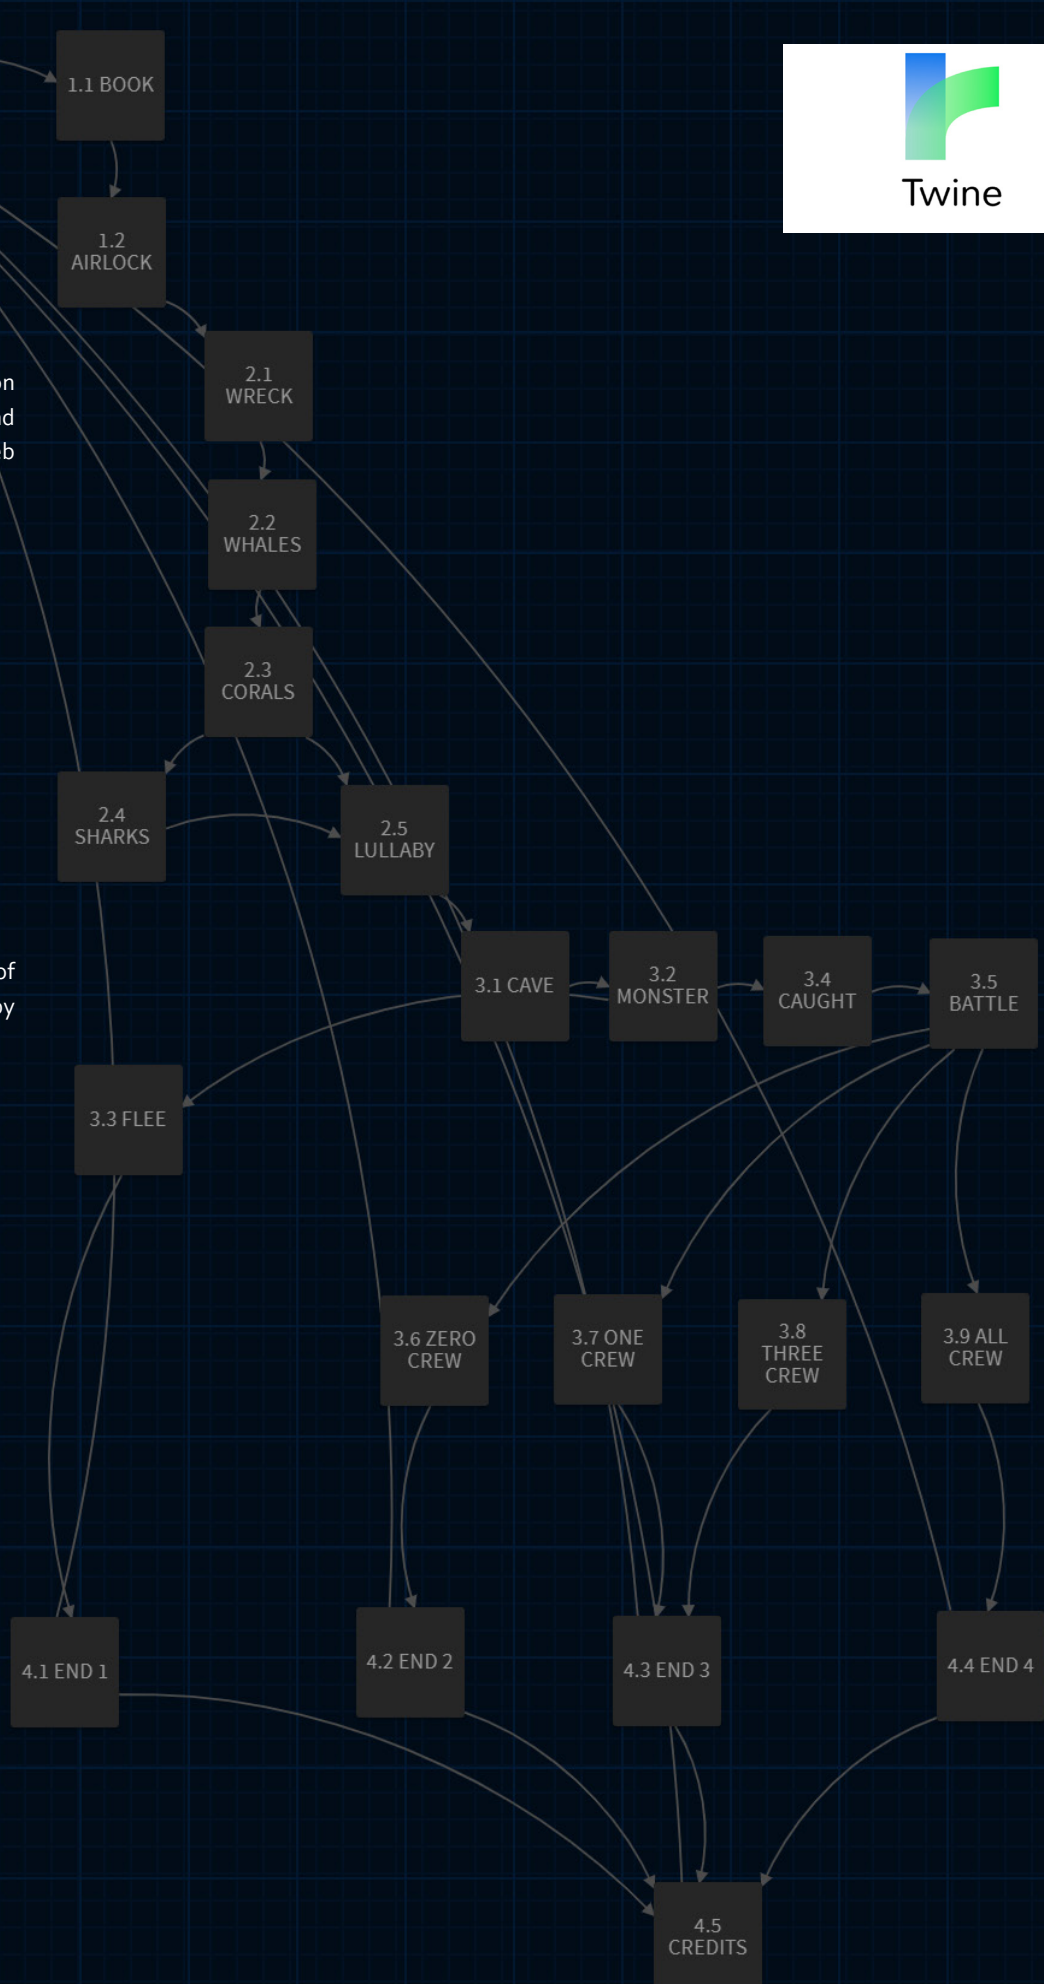 1.1 BOOK
Twine
1.2
AIRLOCK
2.1
WRECK
on
eb
2.2
WHALES
2.3
CORALS
2.4
SHARKS
2.5
LULLABY
3.1 CAVE
3.2
MONSTER
3.4
CAUGHT
3.5
BATTLE
of
3.3 FLEE
3.6 ZERO
CREW
3.7 ONE
CREW
3.8
THREE
CREW
3.9 ALL
CREW
4.1 END 1
4.2 END 2
4.3 END 3
4.4 END 4
4.5
CREDITS